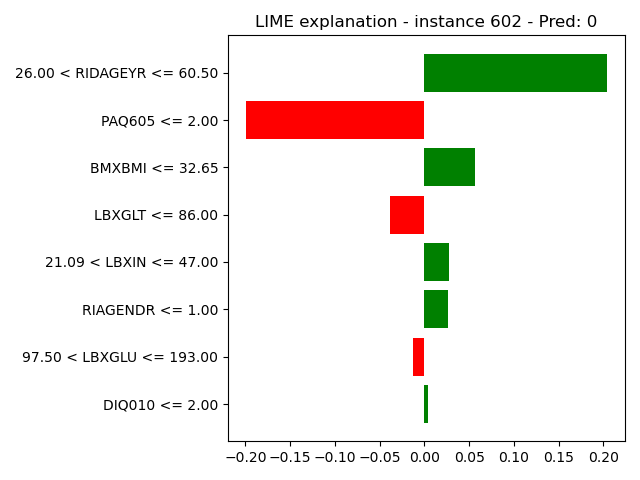 LIME explanation - instance 602 - Pred: 0
26.00 < RIDAGEYR <= 60.50
PAQ605 <= 2.00
BMXBMI <= 32.65
LBXGLT <= 86.00
21.09 < LBXIN <= 47.00
RIAGENDR <= 1.00
97.50 < LBXGLU <= 193.00
DIQ010 <= 2.00
−0.20 −0.15 −0.10 −0.05 0.00 0.05 0.10 0.15 0.20